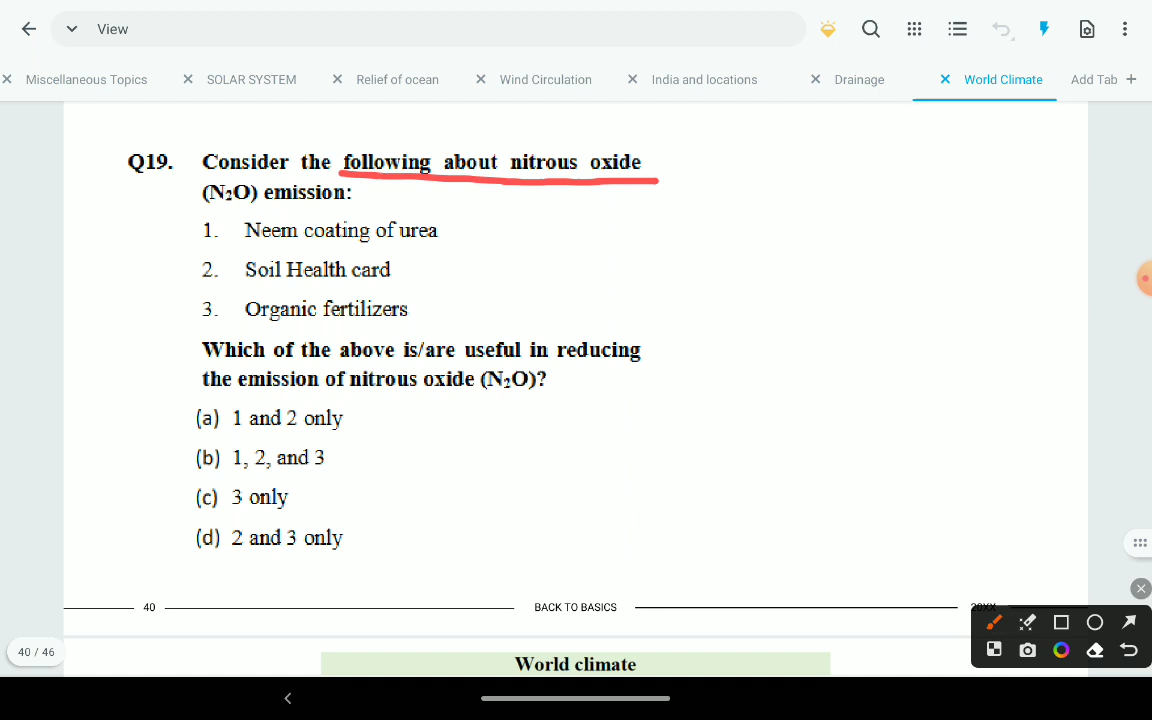 View
Miscellaneous Topics
SOLAR SYSTEM
Relief of ocean
Wind Circulation
India and locations
Drainage
World Climate
Add Tab +
Q19. Consider the following about nitrous oxide
(N₂O) emission:
1. Neem coating of urea
2. Soil Health card
3. Organic fertilizers
Which of the above is/are useful in reducing
the emission of nitrous oxide (N₂O)?
(a) 1 and 2 only
(b) 1, 2, and 3
(c) 3 only
(d) 2 and 3 only
40 BACK TO BASICS 20XX
40 / 46
World climate